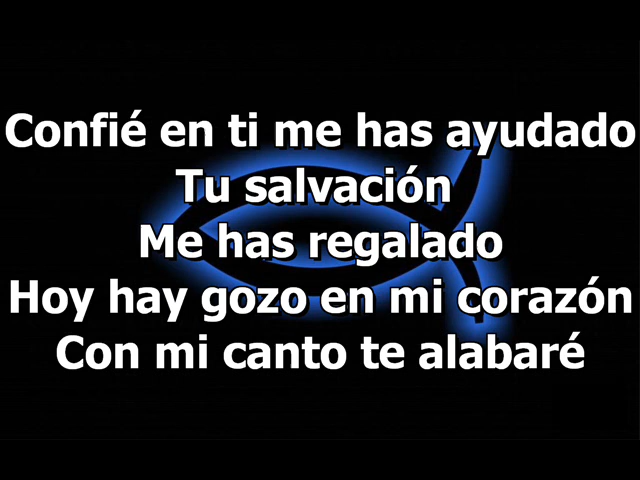 Confié en ti me has ayudado
Tu salvación
Me has regalado
Hoy hay gozo en mi corazón
Con mi canto te alabaré